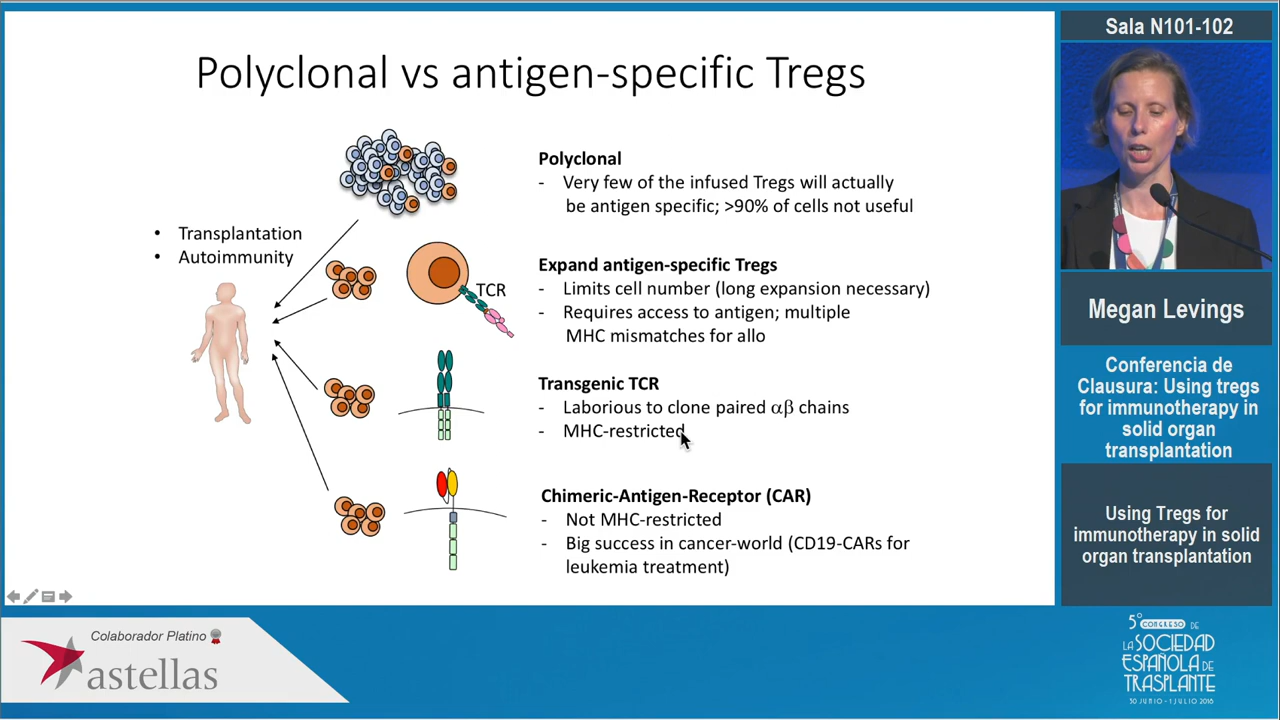 Polyclonal vs antigen-specific Tregs
• Transplantation
• Autoimmunity
Polyclonal
- Very few of the infused Tregs will actually
be antigen specific; >90% of cells not useful
TCR
Expand antigen-specific Tregs
- Limits cell number (long expansion necessary)
- Requires access to antigen; multiple
MHC mismatches for allo
Transgenic TCR
- Laborious to clone paired αβ chains
- MHC-restricted
Chimeric-Antigen-Receptor (CAR)
- Not MHC-restricted
- Big success in cancer-world (CD19-CARs for
leukemia treatment)
Sala N101-102
Megan Levings
Conferencia de
Clausura: Using tregs
for immunotherapy in
solid organ
transplantation
Using Tregs for
immunotherapy in solid
organ transplantation
Colaborador Platino
astellas
5º CONGRESO DE
LA SOCIEDAD
ESPAÑOLA DE
TRASPLANTE
30 JUNIO - 1 JULIO 2018